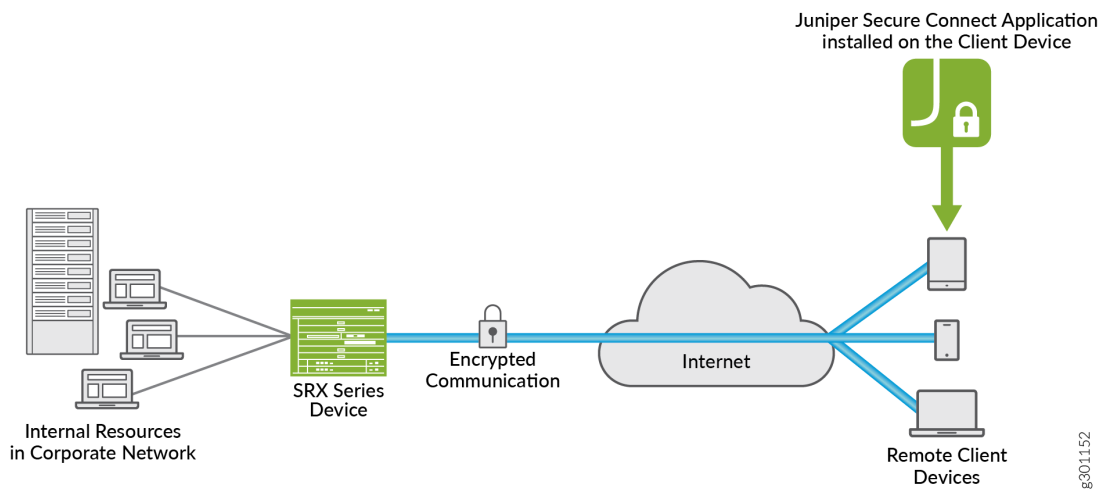 Juniper Secure Connect Application
installed on the Client Device
Encrypted
Communication
Internet
SRX Series
Device
Internal Resources
in Corporate Network
Remote Client
Devices
g301152